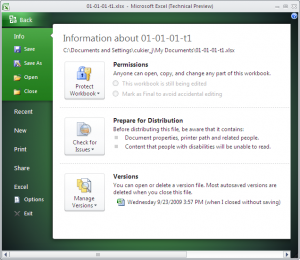 01-01-01-t1.xlsx - Microsoft Excel (Technical Preview)
Back
Info
Save
Save As
Open
Close
Recent
New
Print
Share
Excel
Options
Exit
Information about 01-01-01-t1
C:\Documents and Settings\cukier_j\My Documents\01-01-01-t1.xlsx
Protect
Workbook
Permissions
Anyone can open, copy, and change any part of this workbook.
This workbook is still being edited
Mark as Final to avoid accidental editing
Check for
Issues
Prepare for Distribution
Before distributing this file, be aware that it contains:
Document properties, printer path and related people.
Content that people with disabilities will be unable to read.
Manage
Versions
Versions
You can open or delete a version file. Most autosaved versions are
deleted when you close this file.
Wednesday 9/23/2009 3:57 PM (when I closed without saving)